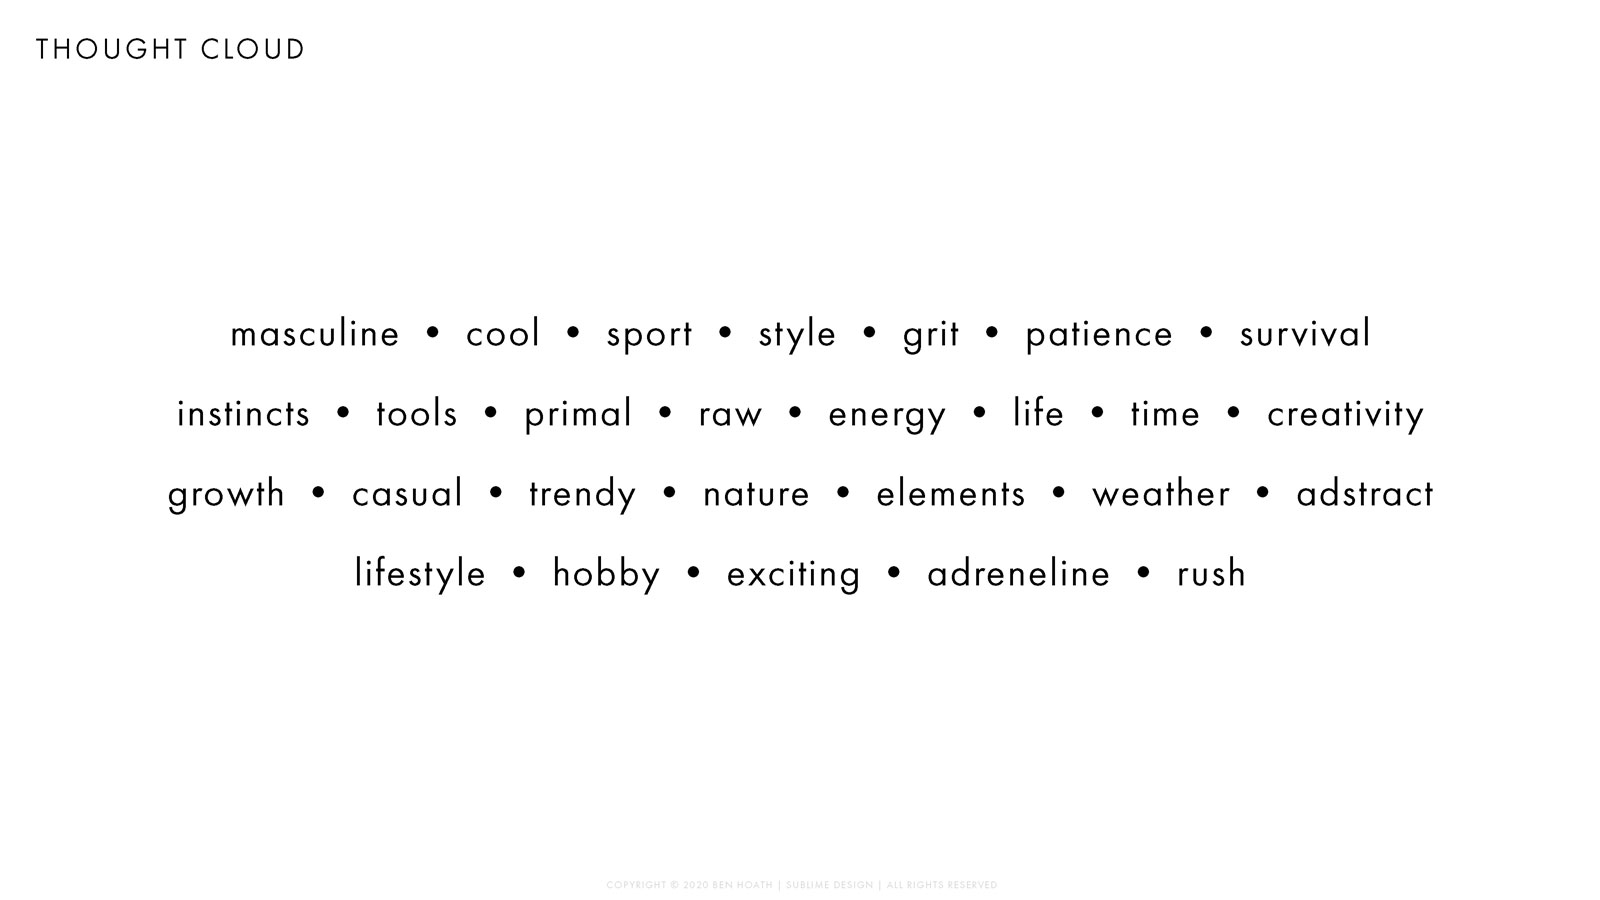 THOUGHT CLOUD
masculine • cool • sport • style • grit • patience • survival
instincts • tools • primal • raw • energy • life • time • creativity
growth • casual • trendy • nature • elements • weather • adstract
lifestyle • hobby • exciting • adreneline • rush
COPYRIGHT © 2020 BEN HOATH | SUBLIME DESIGN | ALL RIGHTS RESERVED